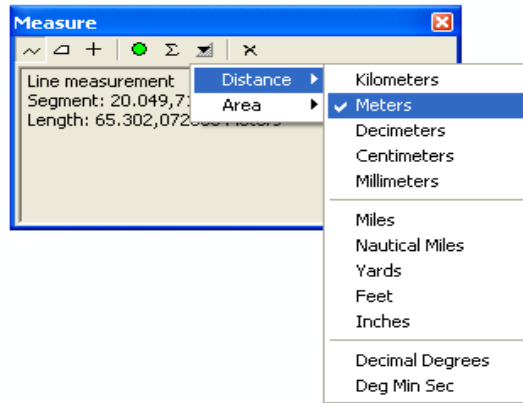 Measure
Line measurement
Segment: 20.049,7
Length: 65.302,072
Distance
Area
Kilometers
Meters
Decimeters
Centimeters
Millimeters
Miles
Nautical Miles
Yards
Feet
Inches
Decimal Degrees
Deg Min Sec